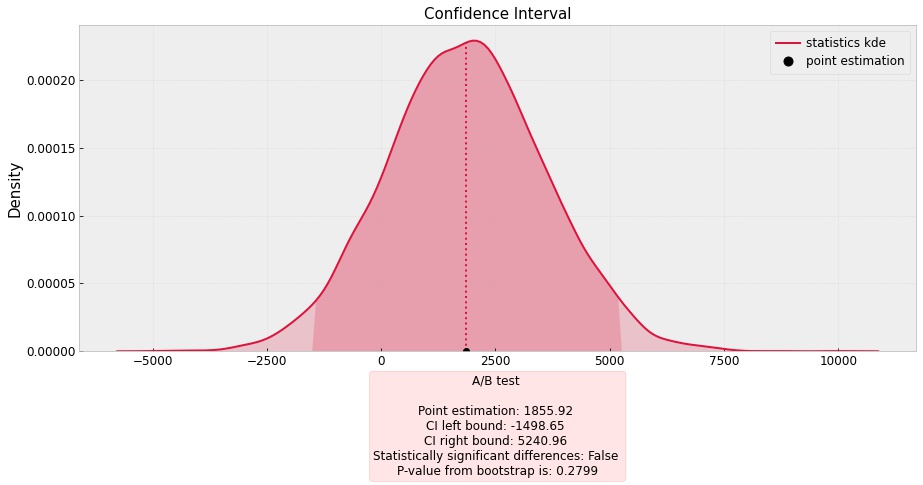 Confidence Interval
statistics kde
point estimation
Density
0.00020
0.00015
0.00010
0.00005
0.00000
−5000 −2500 0 2500 5000 7500 10000
A/B test
Point estimation: 1855.92
CI left bound: -1498.65
CI right bound: 5240.96
Statistically significant differences: False
P-value from bootstrap is: 0.2799